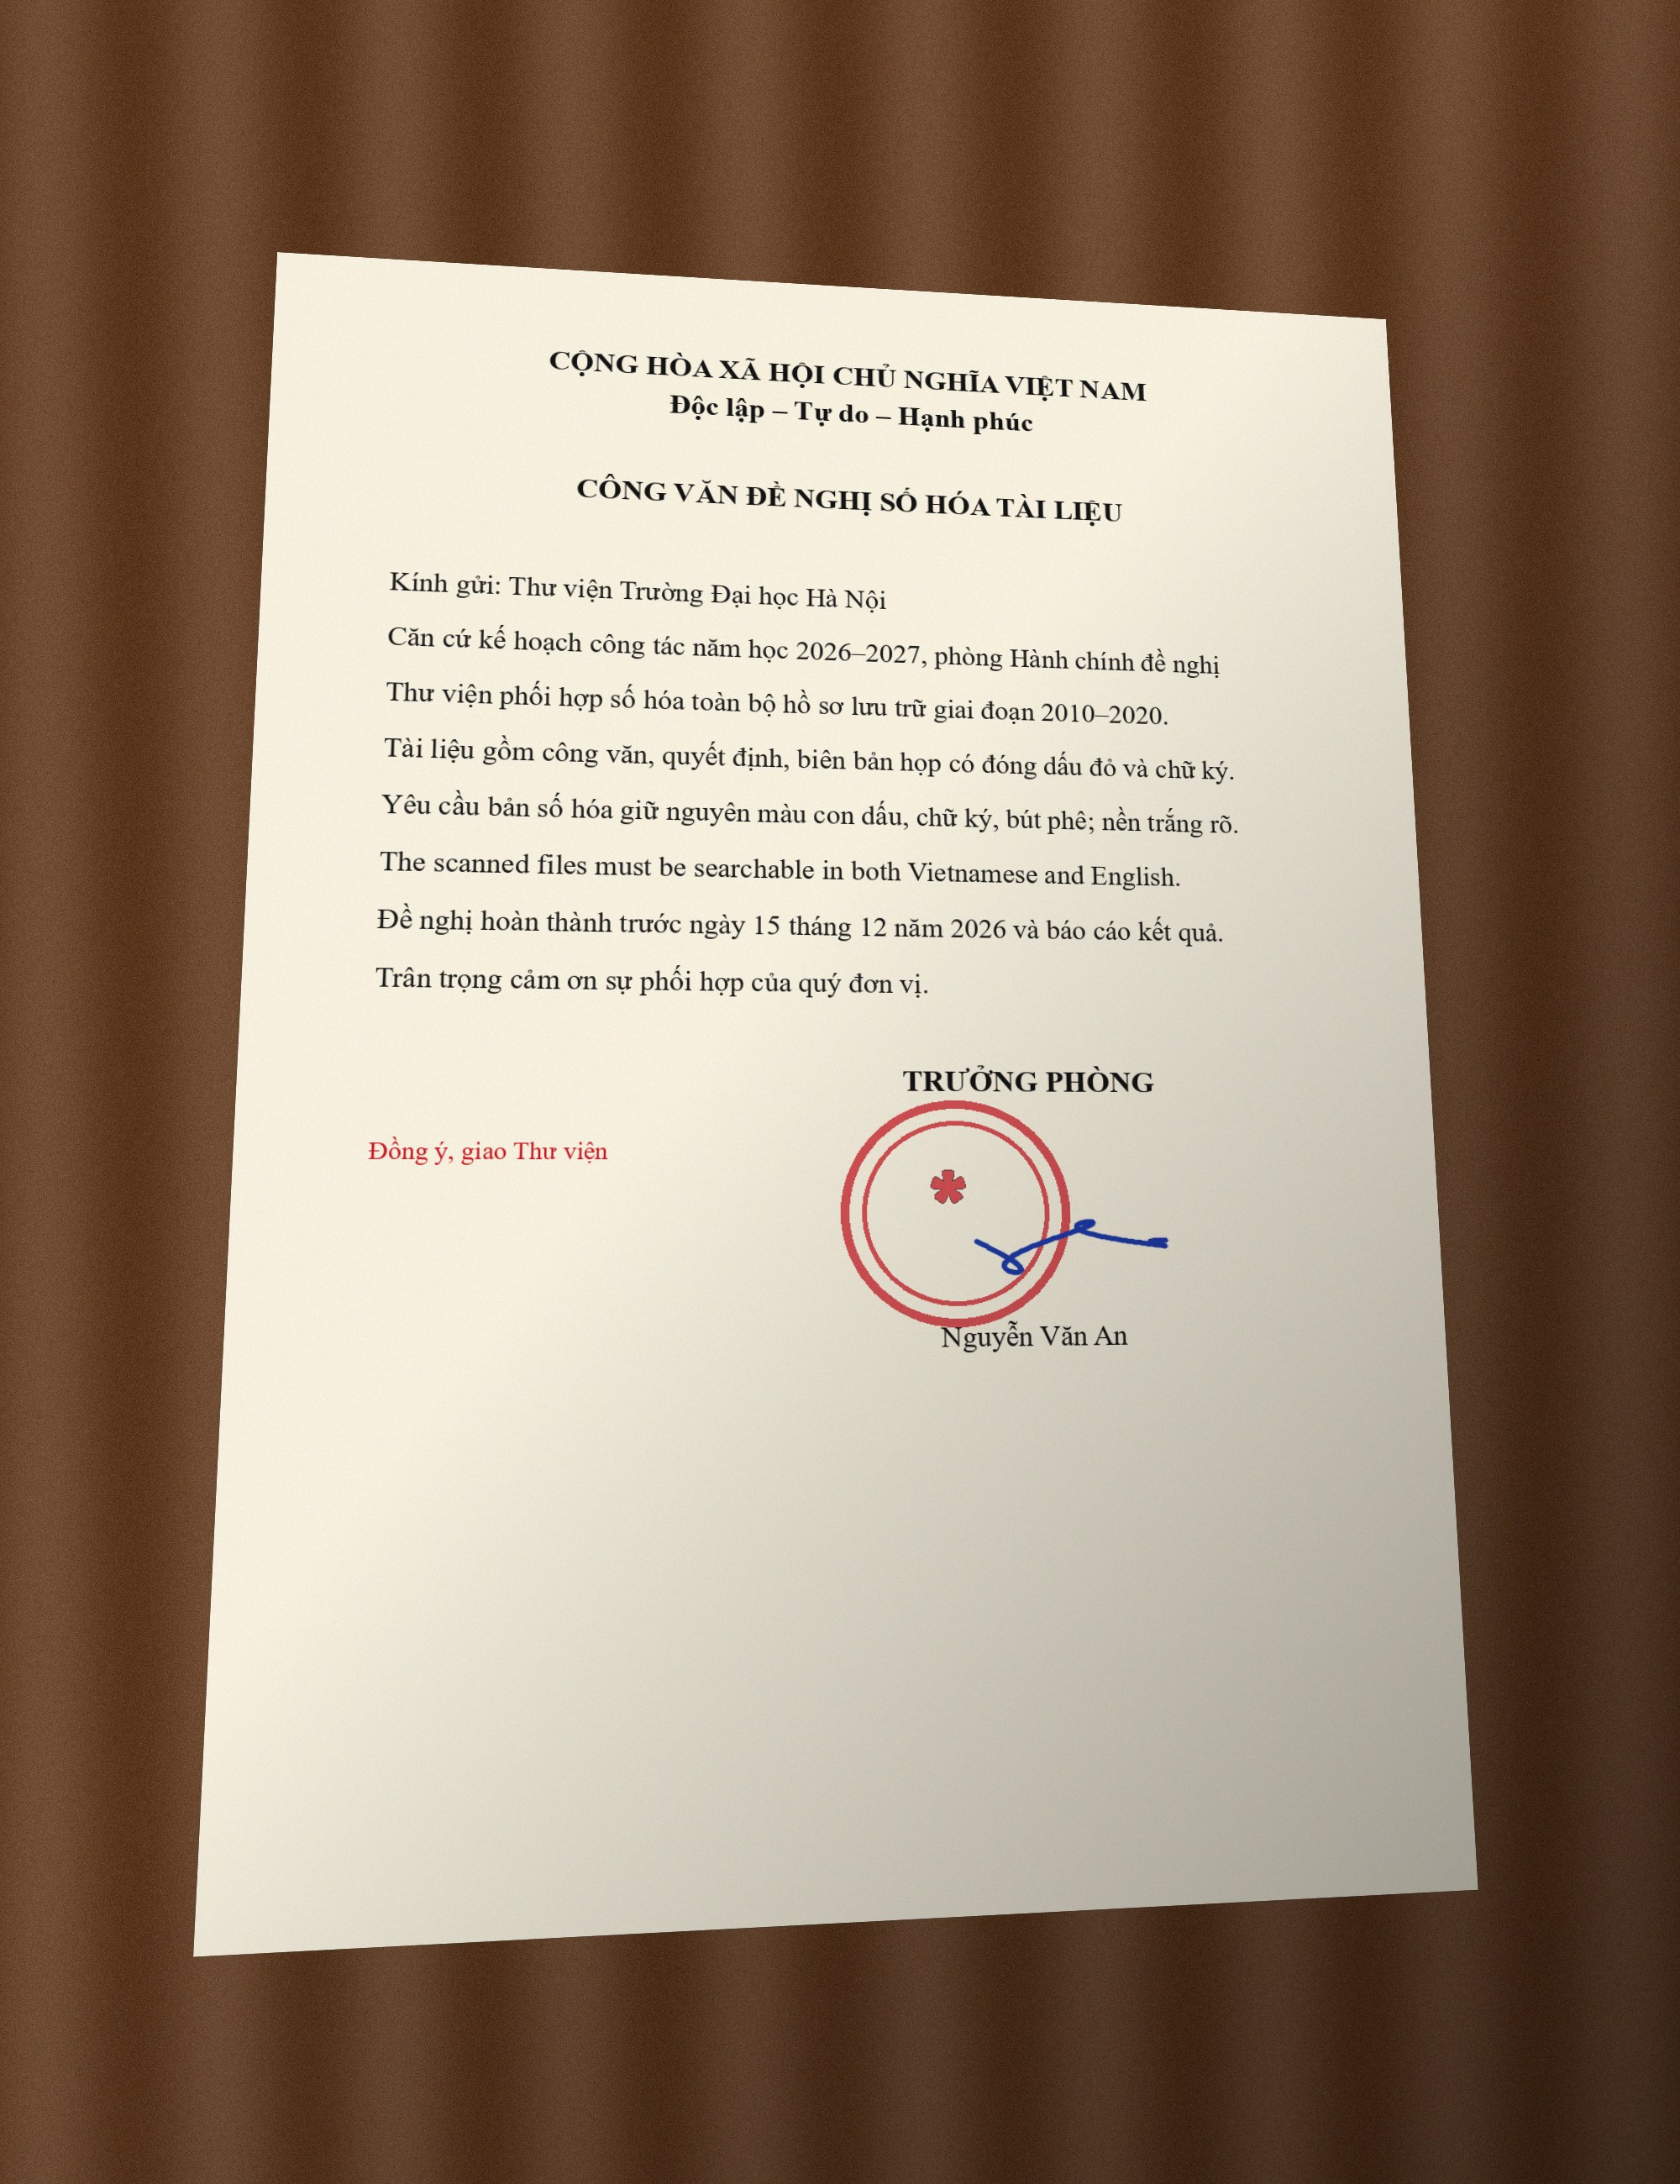 CỘNG HÒA XÃ HỘI CHỦ NGHĨA VIỆT NAM
Độc lập – Tự do – Hạnh phúc
CÔNG VĂN ĐỀ NGHỊ SỐ HÓA TÀI LIỆU
Kính gửi: Thư viện Trường Đại học Hà Nội
Căn cứ kế hoạch công tác năm học 2026–2027, phòng Hành chính đề nghị
Thư viện phối hợp số hóa toàn bộ hồ sơ lưu trữ giai đoạn 2010–2020.
Tài liệu gồm công văn, quyết định, biên bản họp có đóng dấu đỏ và chữ ký.
Yêu cầu bản số hóa giữ nguyên màu con dấu, chữ ký, bút phê; nền trắng rõ.
The scanned files must be searchable in both Vietnamese and English.
Đề nghị hoàn thành trước ngày 15 tháng 12 năm 2026 và báo cáo kết quả.
Trân trọng cảm ơn sự phối hợp của quý đơn vị.
TRƯỞNG PHÒNG
Đồng ý, giao Thư viện
Nguyễn Văn An